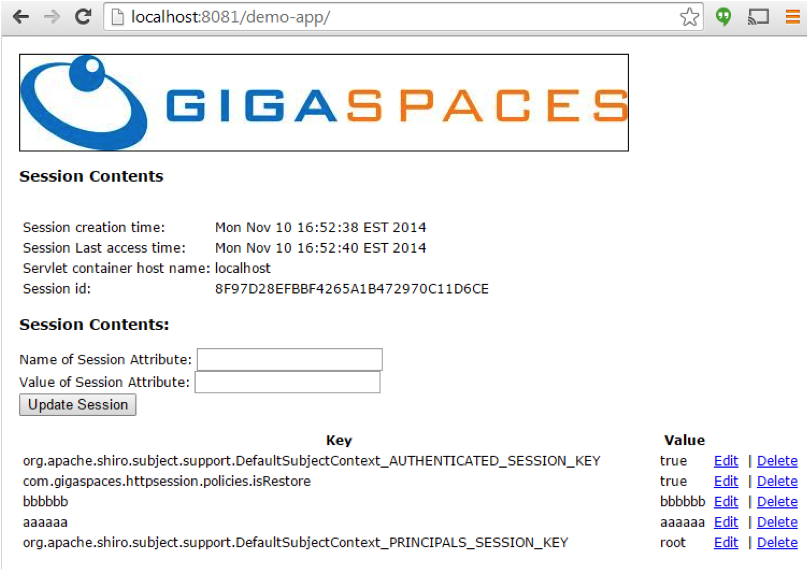 localhost:8081/demo-app/
GIGASPACES
Session Contents
Session creation time: Mon Nov 10 16:52:38 EST 2014
Session Last access time: Mon Nov 10 16:52:40 EST 2014
Servlet container host name: localhost
Session id: 8F97D28EFBBF4265A1B472970C11D6CE
Session Contents:
Name of Session Attribute:
Value of Session Attribute:
Update Session
Key Value
org.apache.shiro.subject.support.DefaultSubjectContext_AUTHENTICATED_SESSION_KEY true Edit | Delete
com.gigaspaces.httpsession.policies.isRestore true Edit | Delete
bbbbbb bbbbbb Edit | Delete
aaaaaa aaaaaa Edit | Delete
org.apache.shiro.subject.support.DefaultSubjectContext_PRINCIPALS_SESSION_KEY root Edit | Delete